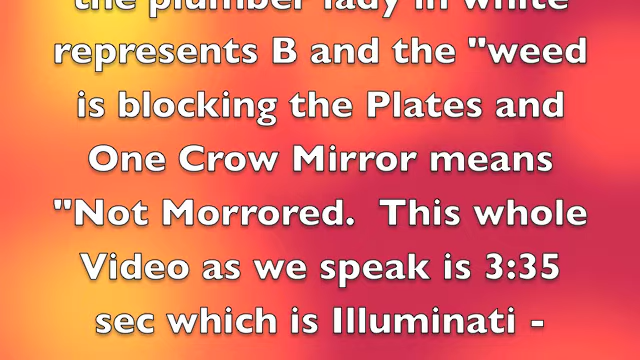 the plumber lady in white
represents B and the "weed
is blocking the Plates and
One Crow Mirror means
"Not Morrored.  This whole
Video as we speak is 3:35
sec which is Illuminati -